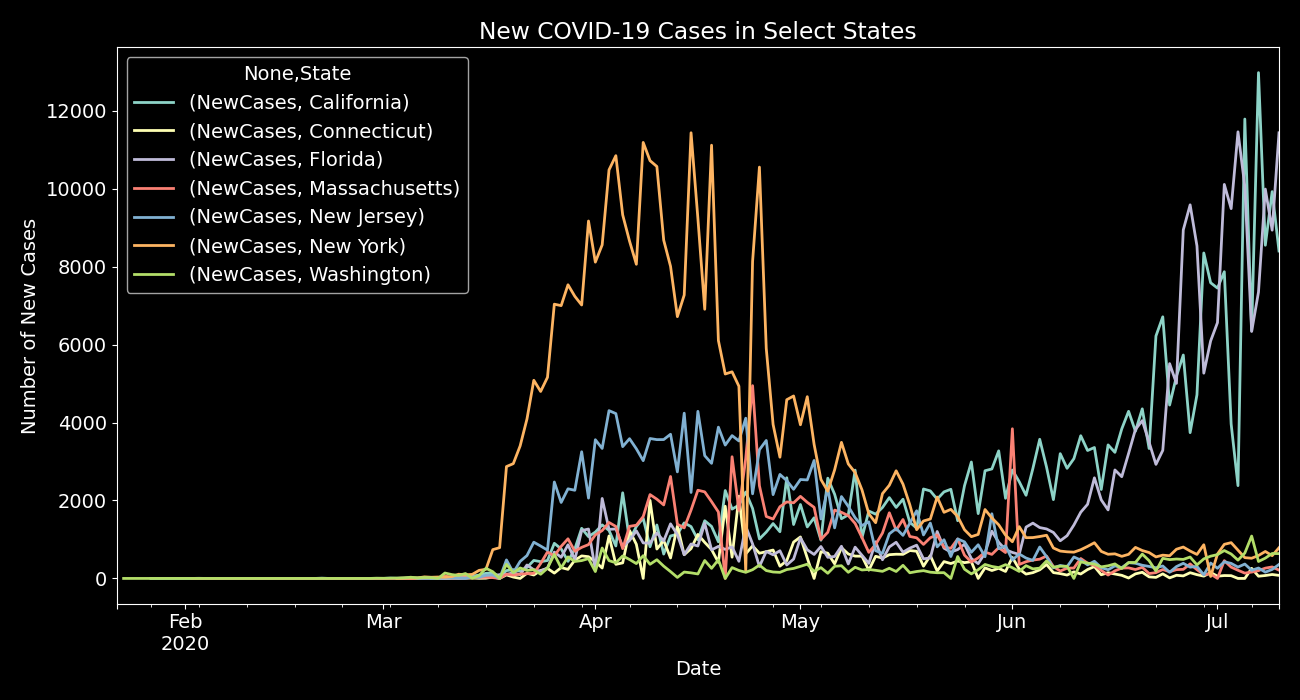 New COVID-19 Cases in Select States
None,State
(NewCases, California)
(NewCases, Connecticut)
(NewCases, Florida)
(NewCases, Massachusetts)
(NewCases, New Jersey)
(NewCases, New York)
(NewCases, Washington)
Number of New Cases
12000
10000
8000
6000
4000
2000
0
Feb Mar Apr May Jun Jul
2020
Date